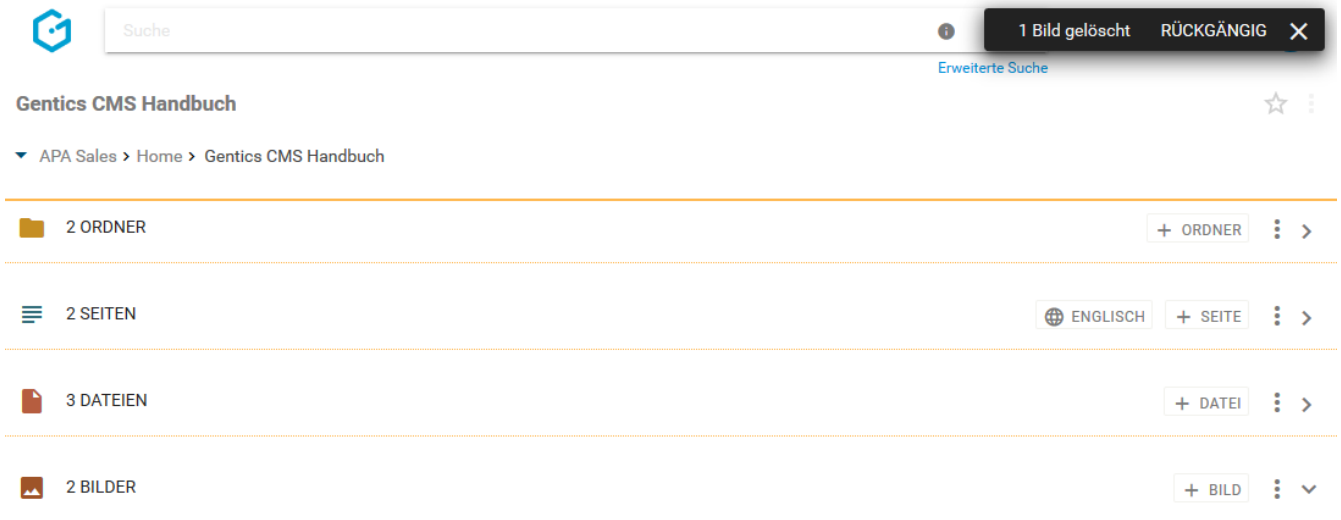 Suche
1 Bild gelöscht RÜCKGÄNGIG
Erweiterte Suche
Gentics CMS Handbuch
APA Sales > Home > Gentics CMS Handbuch
2 ORDNER + ORDNER
2 SEITEN ENGLISCH + SEITE
3 DATEIEN + DATEI
2 BILDER + BILD